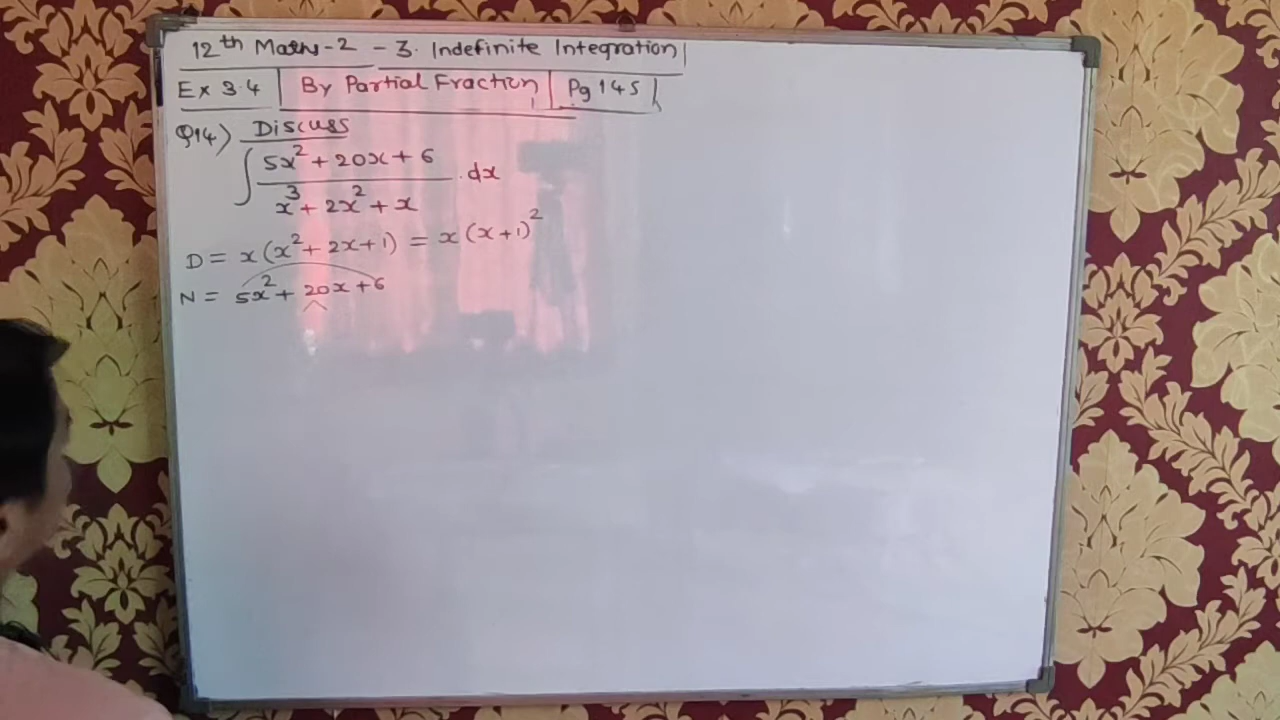 12th Maths-2 - 3. Indefinite Integration
Ex 3.4 | By Partial Fraction | Pg 145
Q14) Discuss
∫ (5x² + 20x + 6) / (x³ + 2x² + x) . dx
D = x(x² + 2x + 1) = x(x + 1)²
N = 5x² + 20x + 6